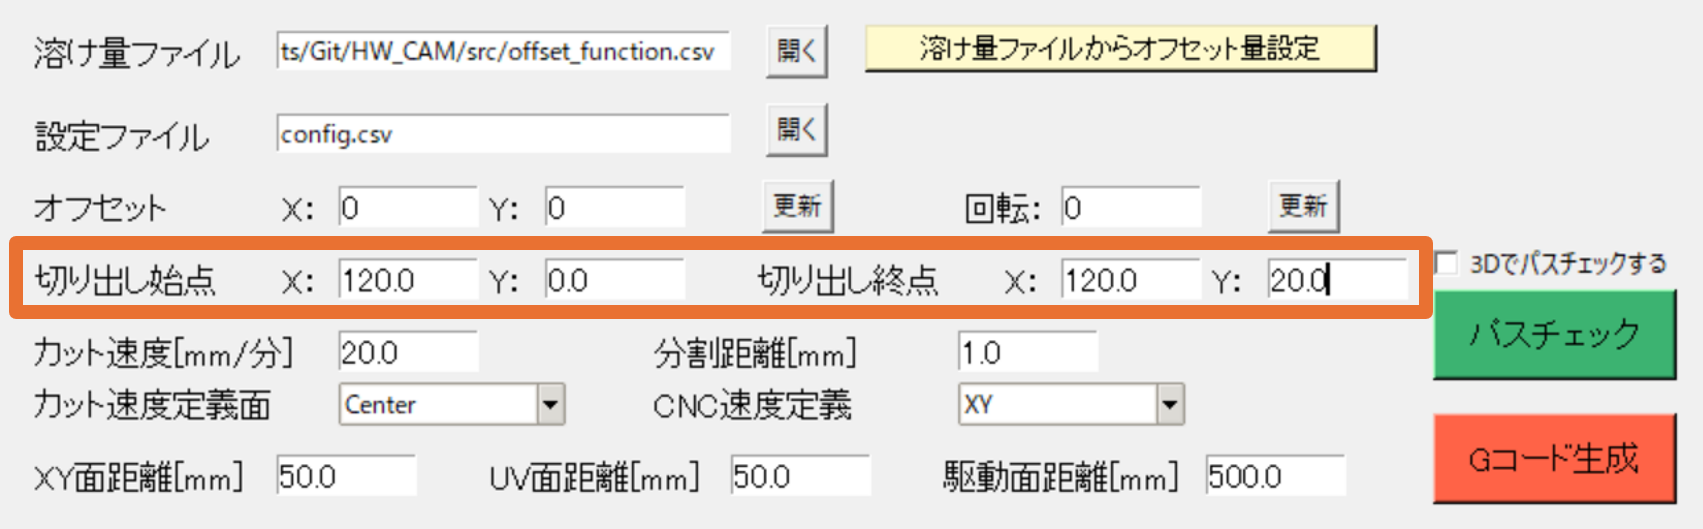 溶け量ファイル ts/Git/HW_CAM/src/offset_function.csv 開く 溶け量ファイルからオフセット量設定
設定ファイル config.csv 開く
オフセット X: 0 Y: 0 更新 回転: 0 更新
切り出し始点 X: 120.0 Y: 0.0 切り出し終点 X: 120.0 Y: 20.0
3Dでパスチェックする
パスチェック
カット速度[mm/分] 20.0 分割距離[mm] 1.0
カット速度定義面 Center CNC速度定義 XY
Gコード生成
XY面距離[mm] 50.0 UV面距離[mm] 50.0 駆動面距離[mm] 500.0